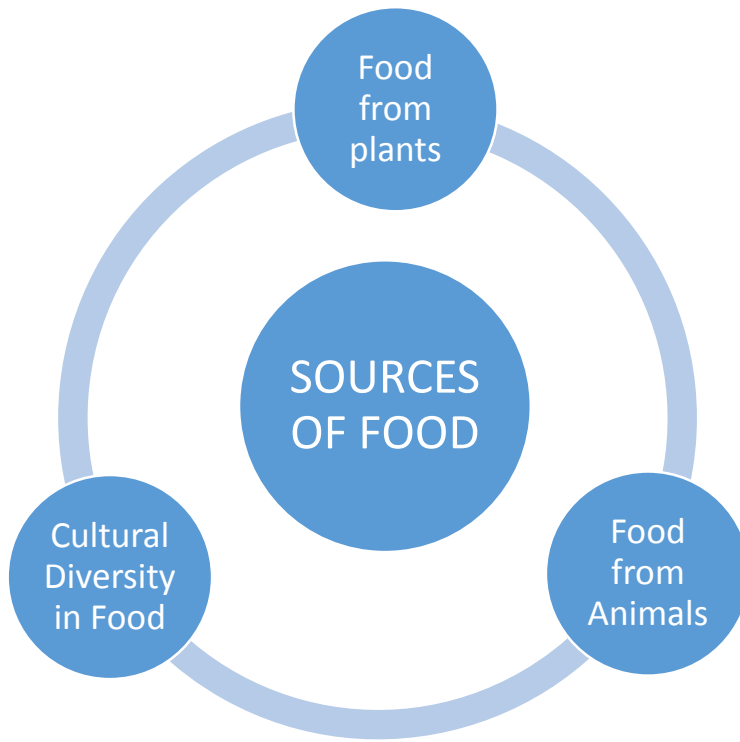 Food
from
plants
SOURCES
OF FOOD
Cultural
Diversity
in Food
Food
from
Animals